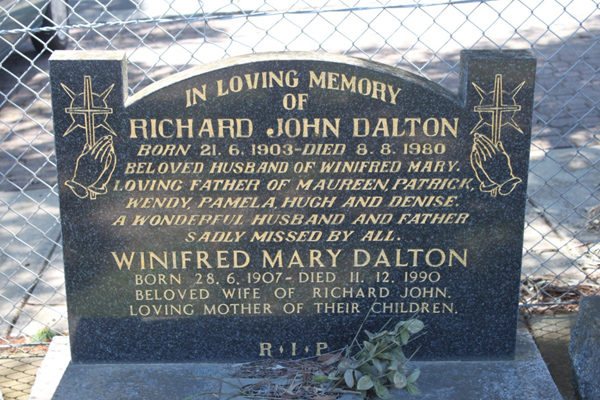 IN LOVING MEMORY
OF
RICHARD JOHN DALTON
BORN 21. 6. 1903 - DIED 8. 8. 1980
BELOVED HUSBAND OF WINIFRED MARY.
LOVING FATHER OF MAUREEN, PATRICK,
WENDY, PAMELA, HUGH AND DENISE.
A WONDERFUL HUSBAND AND FATHER
SADLY MISSED BY ALL.
WINIFRED MARY DALTON
BORN 28. 6. 1907 - DIED 11. 12. 1990
BELOVED WIFE OF RICHARD JOHN.
LOVING MOTHER OF THEIR CHILDREN.
R · I · P